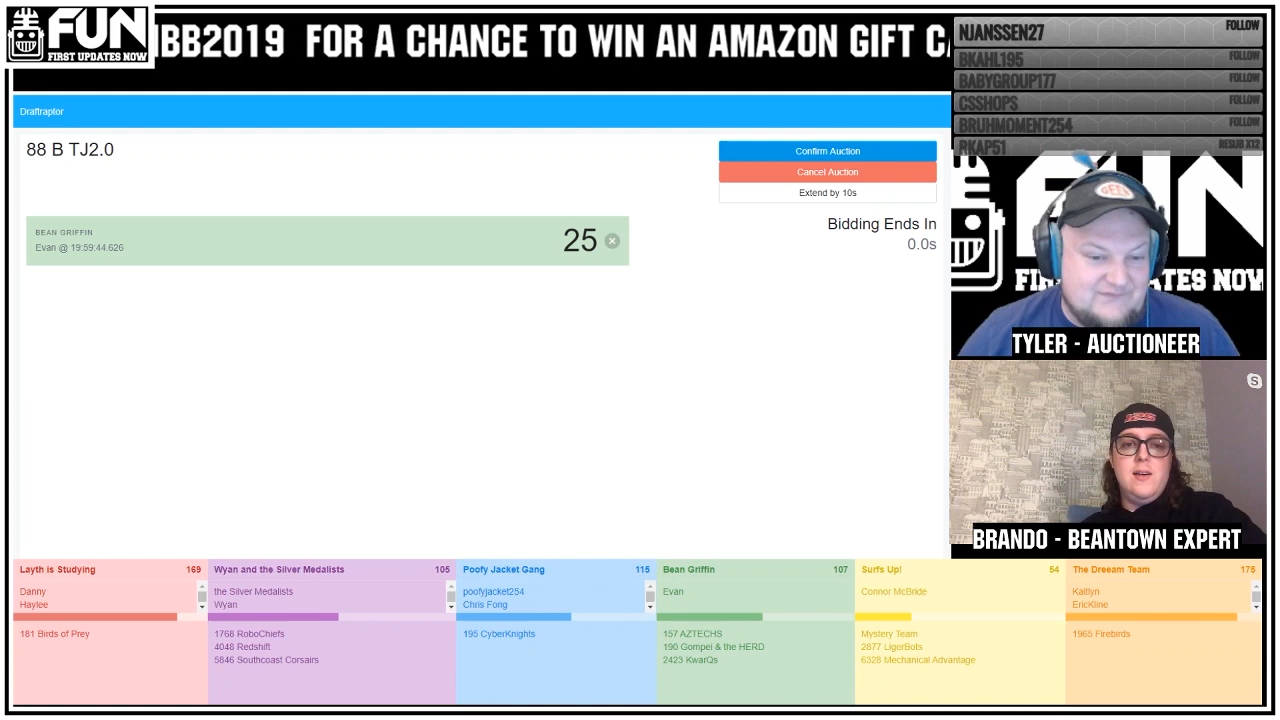 FUN
FIRST UPDATES NOW
BB2019 FOR A CHANCE TO WIN AN AMAZON GIFT
NJANSSEN27 FOLLOW
BKAHL195 FOLLOW
BABYGROUP177 FOLLOW
CSSHOPS FOLLOW
BRUHMOMENT254 FOLLOW
RKAP51 RESUB X12
Draftraptor
88 B TJ2.0
Confirm Auction
Cancel Auction
Extend by 10s
BEAN GRIFFIN
Evan @ 19:59:44.626
25
Bidding Ends In
0.0s
TYLER - AUCTIONEER
BRANDO - BEANTOWN EXPERT
Layth is Studying 169
Danny
Haylee
181 Birds of Prey
Wyan and the Silver Medalists 105
the Silver Medalists
Wyan
1768 RoboChiefs
4048 Redshift
5846 Southcoast Corsairs
Poofy Jacket Gang 115
poofyjacket254
Chris Fong
195 CyberKnights
Bean Griffin 107
Evan
157 AZTECHS
190 Gompei & the HERD
2423 KwarQs
Surfs Up! 54
Connor McBride
Mystery Team
2877 LigerBots
6328 Mechanical Advantage
The Dreeam Team 175
Kaitlyn
EricKline
1965 Firebirds